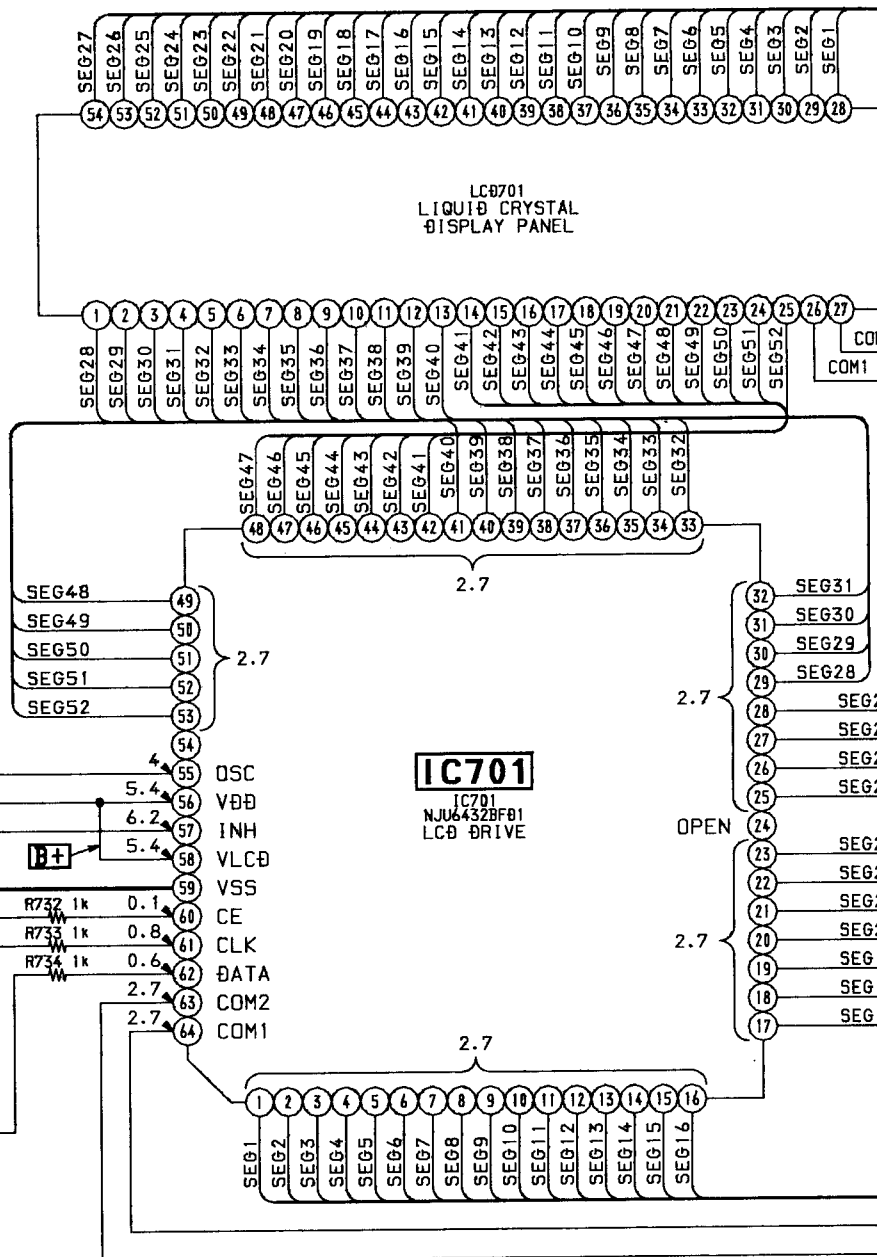 SEG27 SEG26 SEG25 SEG24 SEG23 SEG22 SEG21 SEG20 SEG19 SEG18 SEG17 SEG16 SEG15 SEG14 SEG13 SEG12 SEG11 SEG10 SEG9 SEG8 SEG7 SEG6 SEG5 SEG4 SEG3 SEG2 SEG1
54 53 52 51 50 49 48 47 46 45 44 43 42 41 40 39 38 37 36 35 34 33 32 31 30 29 28
LCD701
LIQUID CRYSTAL
DISPLAY PANEL
1 2 3 4 5 6 7 8 9 10 11 12 13 14 15 16 17 18 19 20 21 22 23 24 25 26 27
SEG28 SEG29 SEG30 SEG31 SEG32 SEG33 SEG34 SEG35 SEG36 SEG37 SEG38 SEG39 SEG40 SEG41 SEG42 SEG43 SEG44 SEG45 SEG46 SEG47 SEG48 SEG49 SEG50 SEG51 SEG52
COM1
SEG47 SEG46 SEG45 SEG44 SEG43 SEG42 SEG41 SEG40 SEG39 SEG38 SEG37 SEG36 SEG35 SEG34 SEG33 SEG32
48 47 46 45 44 43 42 41 40 39 38 37 36 35 34 33
2.7
SEG48 49
SEG49 50
SEG50 51
SEG51 52
SEG52 53
2.7
54
4 55 OSC
5.4 56 VDD
6.2 57 INH
B+
5.4 58 VLCD
59 VSS
R732 1k 0.1 60 CE
R733 1k 0.8 61 CLK
R734 1k 0.6 62 DATA
2.7 63 COM2
2.7 64 COM1
IC701
IC701
NJU6432BF01
LCD DRIVE
32 SEG31
31 SEG30
30 SEG29
29 SEG28
2.7
28 SEG2
27 SEG2
26 SEG2
25 SEG2
OPEN 24
23 SEG2
22 SEG2
21 SEG2
20 SEG2
2.7
19 SEG
18 SEG
17 SEG
2.7
1 2 3 4 5 6 7 8 9 10 11 12 13 14 15 16
SEG1 SEG2 SEG3 SEG4 SEG5 SEG6 SEG7 SEG8 SEG9 SEG10 SEG11 SEG12 SEG13 SEG14 SEG15 SEG16